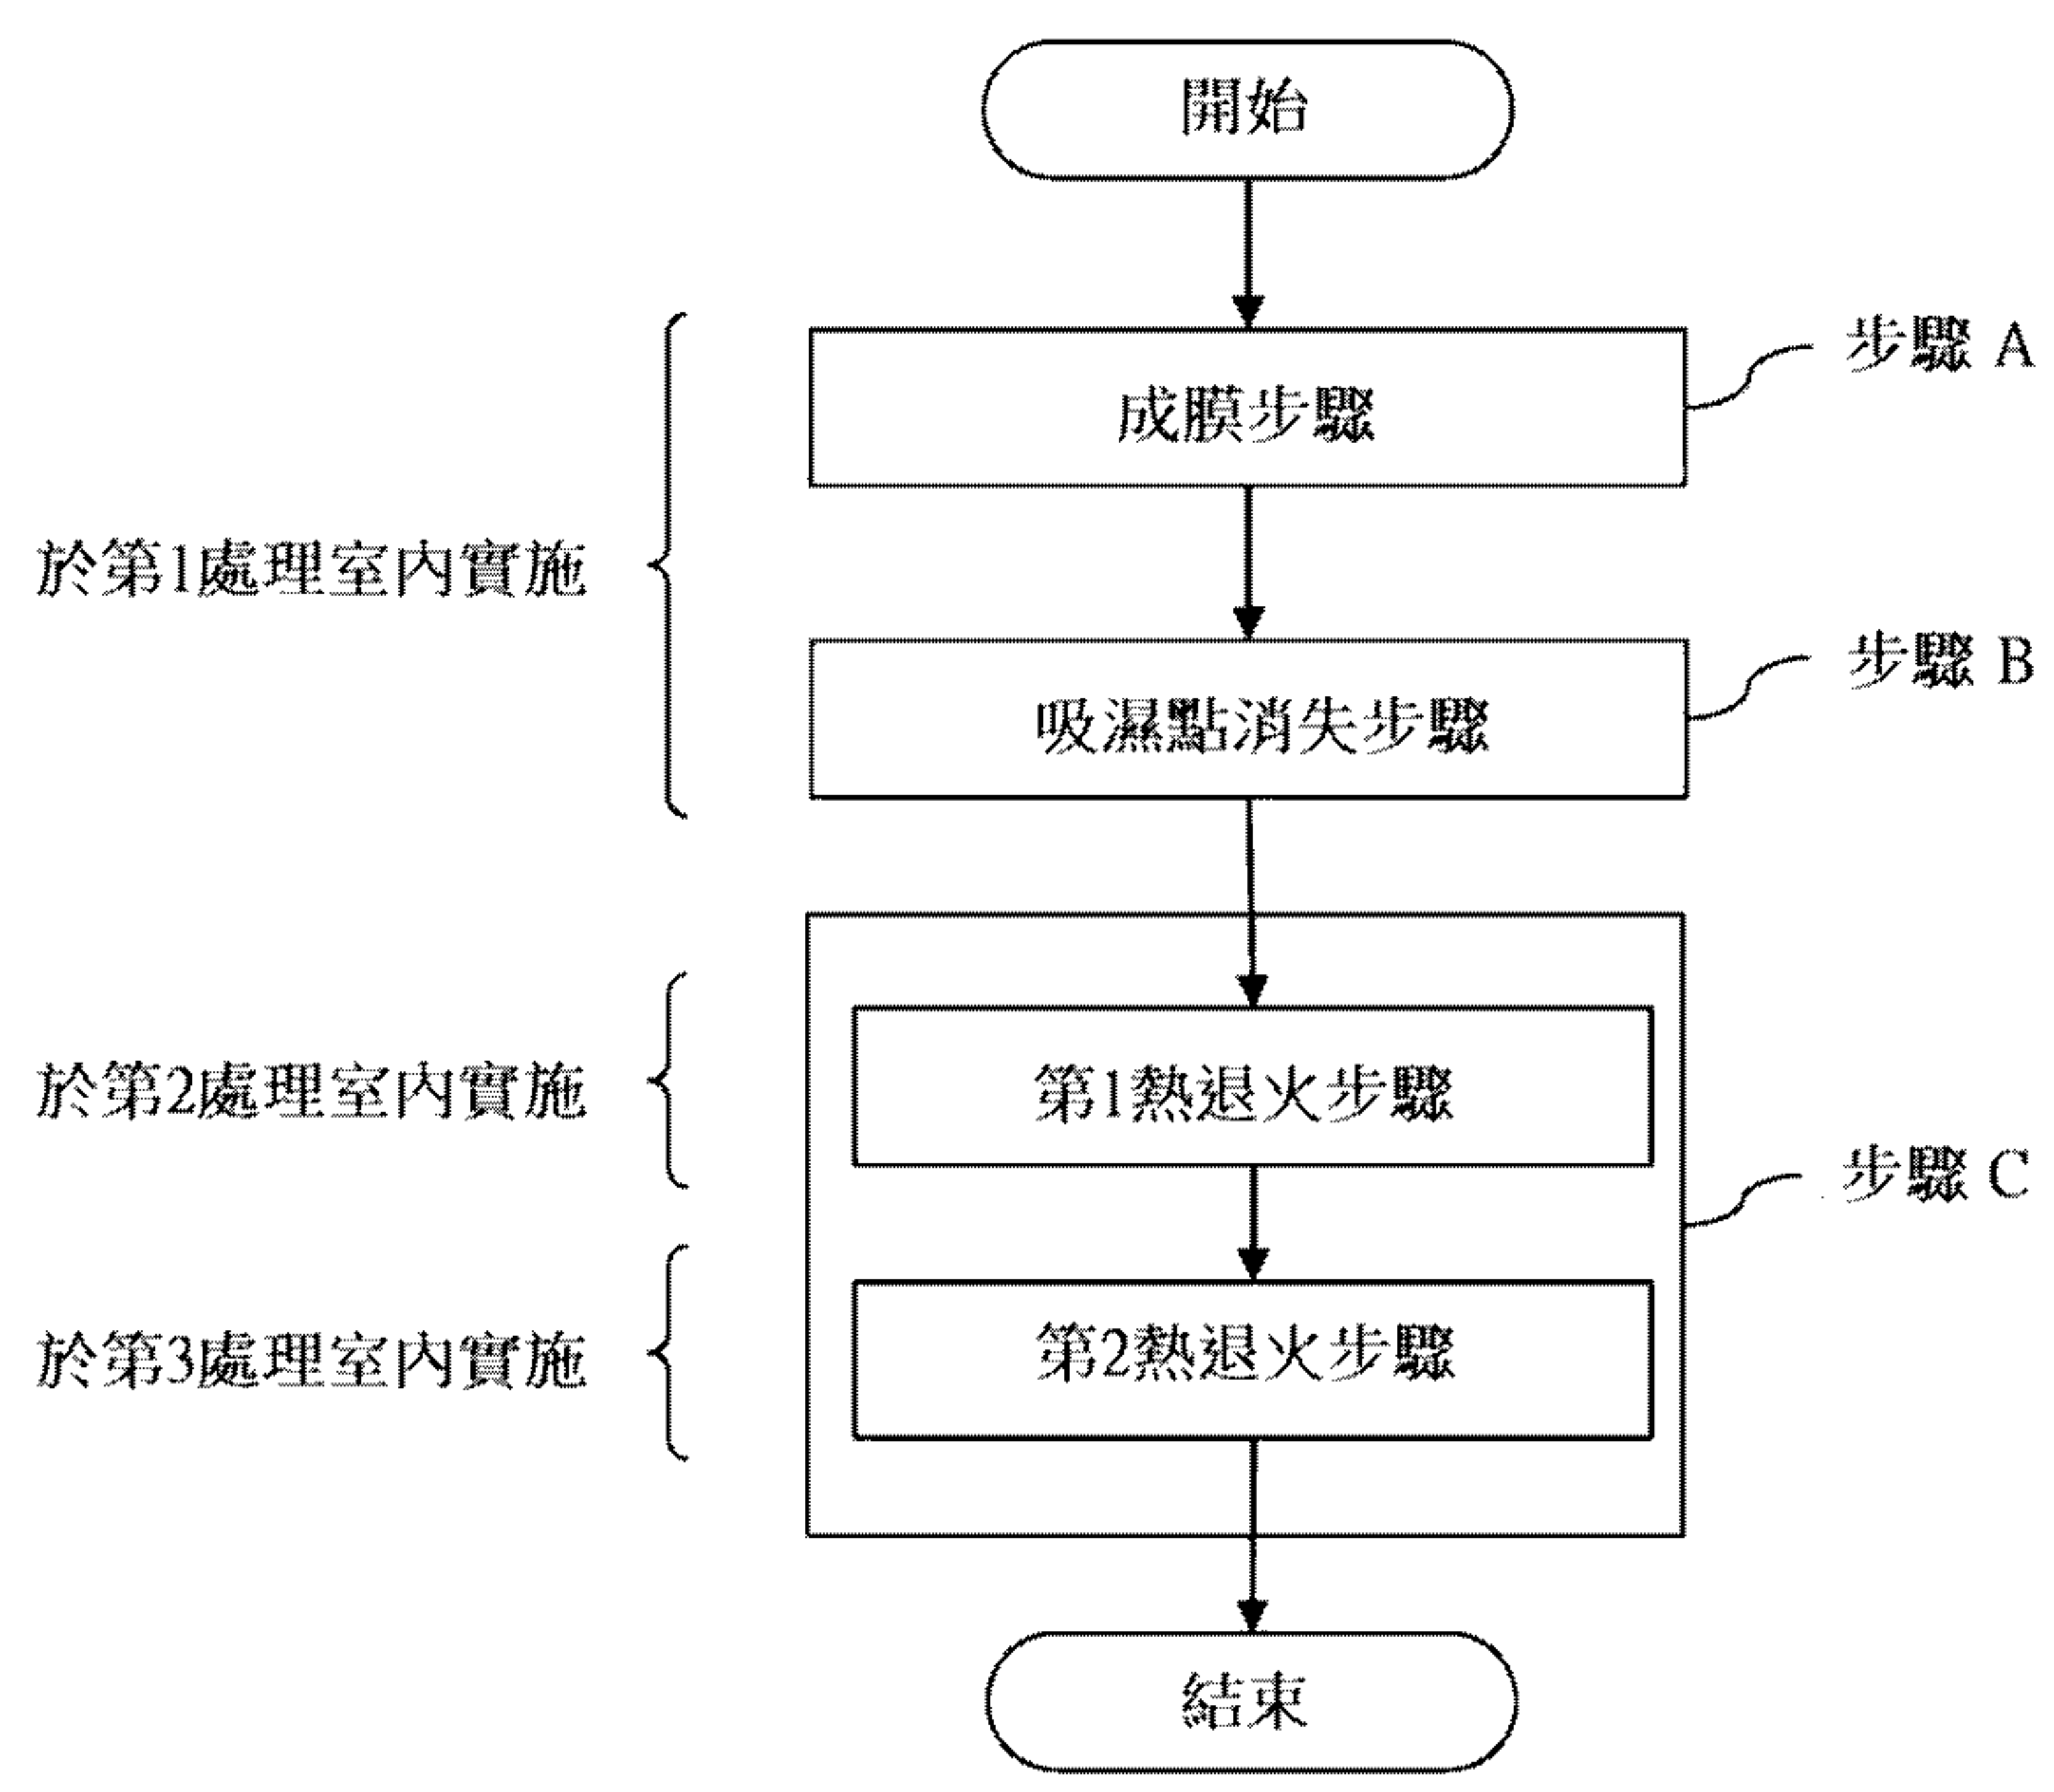 開始
成膜步驟
步驟 A
於第1處理室內實施
吸濕點消失步驟
步驟 B
於第2處理室內實施
第1熱退火步驟
步驟 C
於第3處理室內實施
第2熱退火步驟
結束